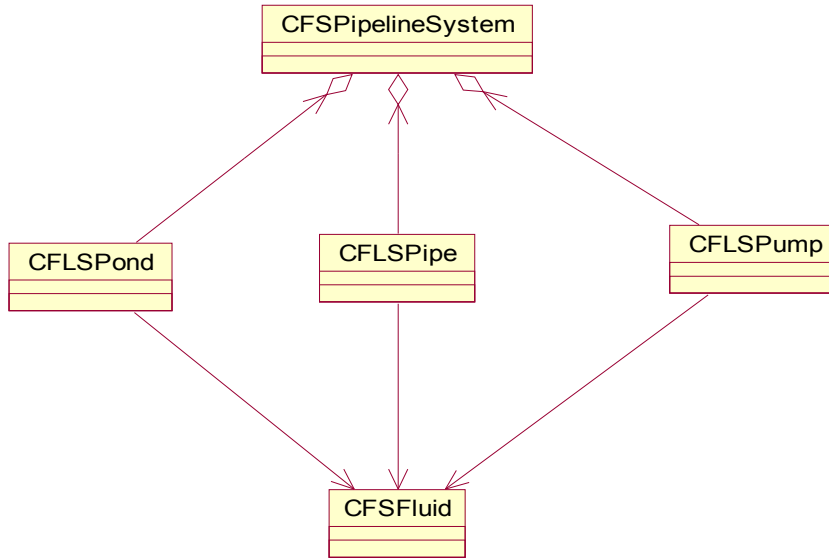 CFSPipelineSystem
CFLSPond
CFLSPipe
CFLSPump
CFSFluid